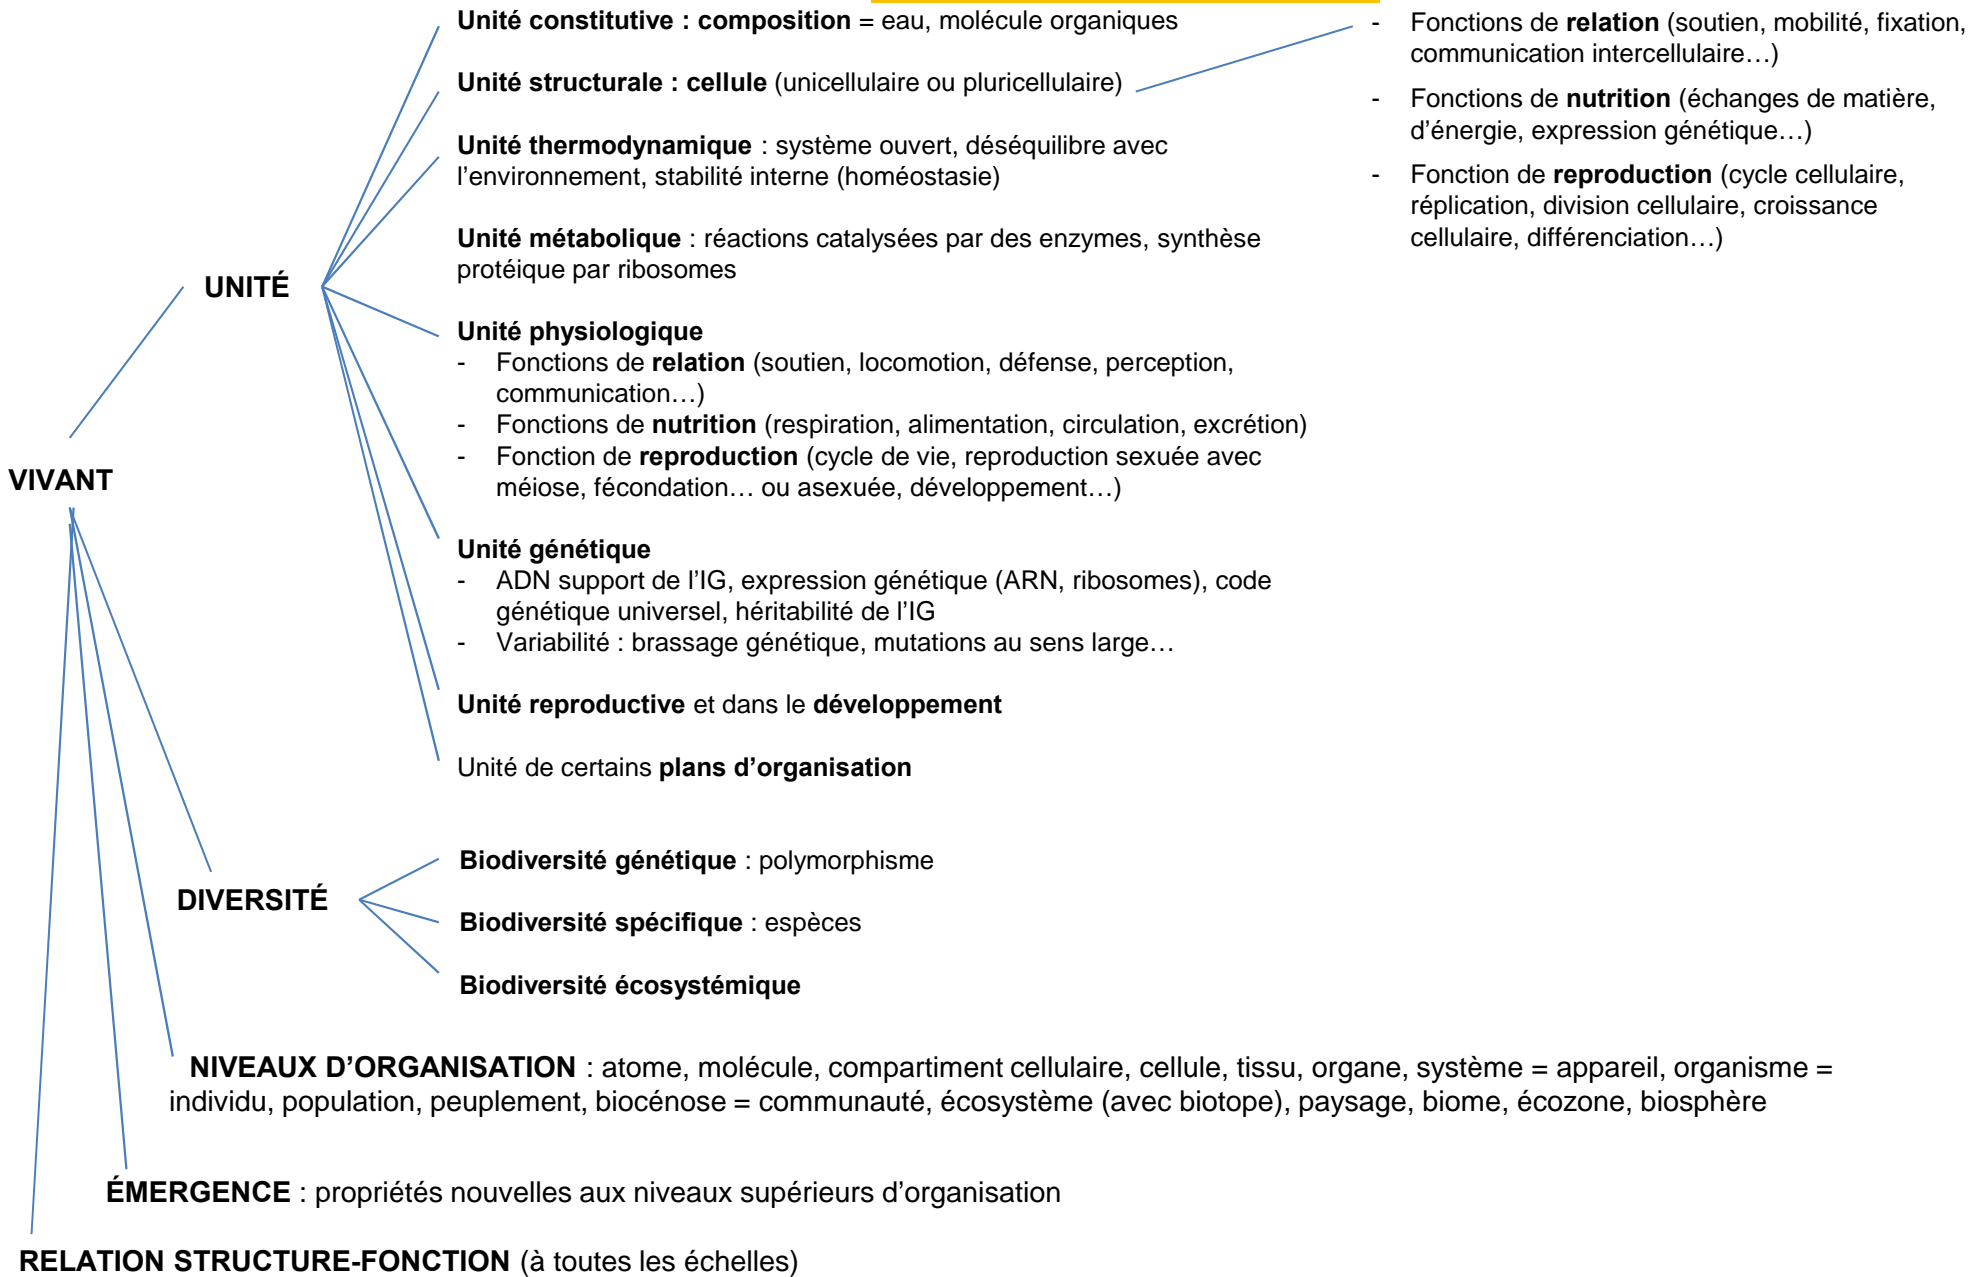 Unité constitutive : composition = eau, molécule organiques
Unité structurale : cellule (unicellulaire ou pluricellulaire)
- Fonctions de relation (soutien, mobilité, fixation,
communication intercellulaire…)
- Fonctions de nutrition (échanges de matière,
d’énergie, expression génétique…)
- Fonction de reproduction (cycle cellulaire,
réplication, division cellulaire, croissance
cellulaire, différenciation…)
Unité thermodynamique : système ouvert, déséquilibre avec
l’environnement, stabilité interne (homéostasie)
Unité métabolique : réactions catalysées par des enzymes, synthèse
protéique par ribosomes
UNITÉ
Unité physiologique
- Fonctions de relation (soutien, locomotion, défense, perception,
communication…)
- Fonctions de nutrition (respiration, alimentation, circulation, excrétion)
- Fonction de reproduction (cycle de vie, reproduction sexuée avec
méiose, fécondation… ou asexuée, développement…)
VIVANT
Unité génétique
- ADN support de l’IG, expression génétique (ARN, ribosomes), code
génétique universel, héritabilité de l’IG
- Variabilité : brassage génétique, mutations au sens large…
Unité reproductive et dans le développement
Unité de certains plans d’organisation
DIVERSITÉ
Biodiversité génétique : polymorphisme
Biodiversité spécifique : espèces
Biodiversité écosystémique
NIVEAUX D’ORGANISATION : atome, molécule, compartiment cellulaire, cellule, tissu, organe, système = appareil, organisme =
individu, population, peuplement, biocénose = communauté, écosystème (avec biotope), paysage, biome, écozone, biosphère
ÉMERGENCE : propriétés nouvelles aux niveaux supérieurs d’organisation
RELATION STRUCTURE-FONCTION (à toutes les échelles)